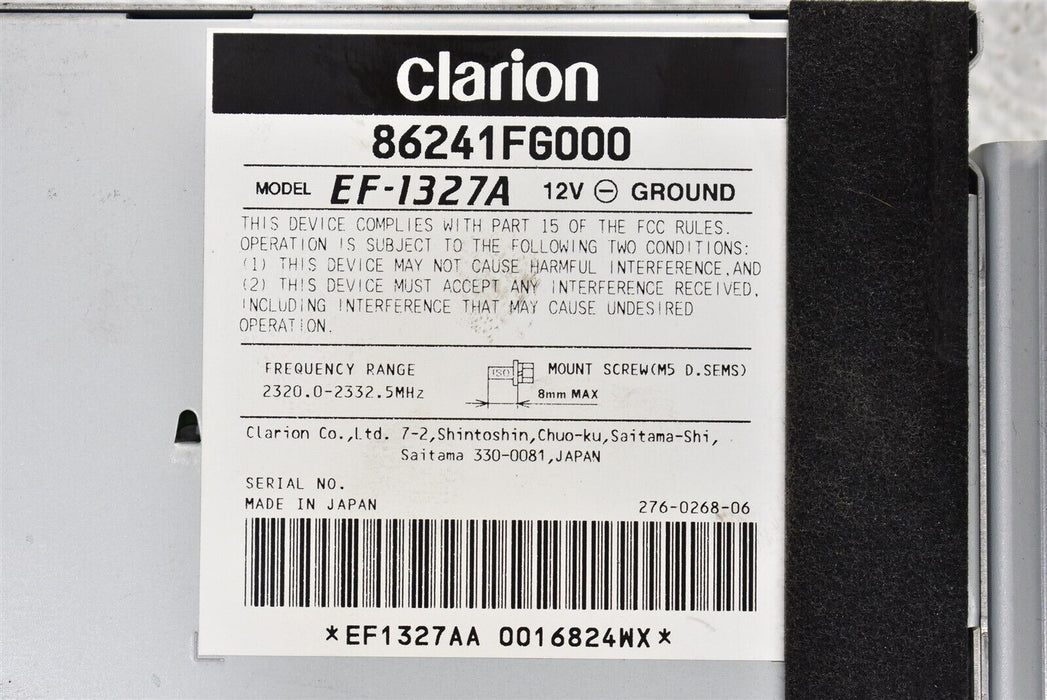 clarion
86241FG000
MODEL EF-1327A 12V ⊖ GROUND
THIS DEVICE COMPLIES WITH PART 15 OF THE FCC RULES.
OPERATION IS SUBJECT TO THE FOLLOWING TWO CONDITIONS:
(1) THIS DEVICE MAY NOT CAUSE HARMFUL INTERFERENCE,AND
(2) THIS DEVICE MUST ACCEPT ANY INTERFERENCE RECEIVED,
INCLUDING INTERFERENCE THAT MAY CAUSE UNDESIRED
OPERATION.
FREQUENCY RANGE ISO MOUNT SCREW(M5 D.SEMS)
2320.0-2332.5MHz 8mm MAX
Clarion Co.,Ltd. 7-2,Shintoshin,Chuo-ku,Saitama-Shi,
Saitama 330-0081,JAPAN
SERIAL NO.
MADE IN JAPAN 276-0268-06
*EF1327AA 0016824WX*